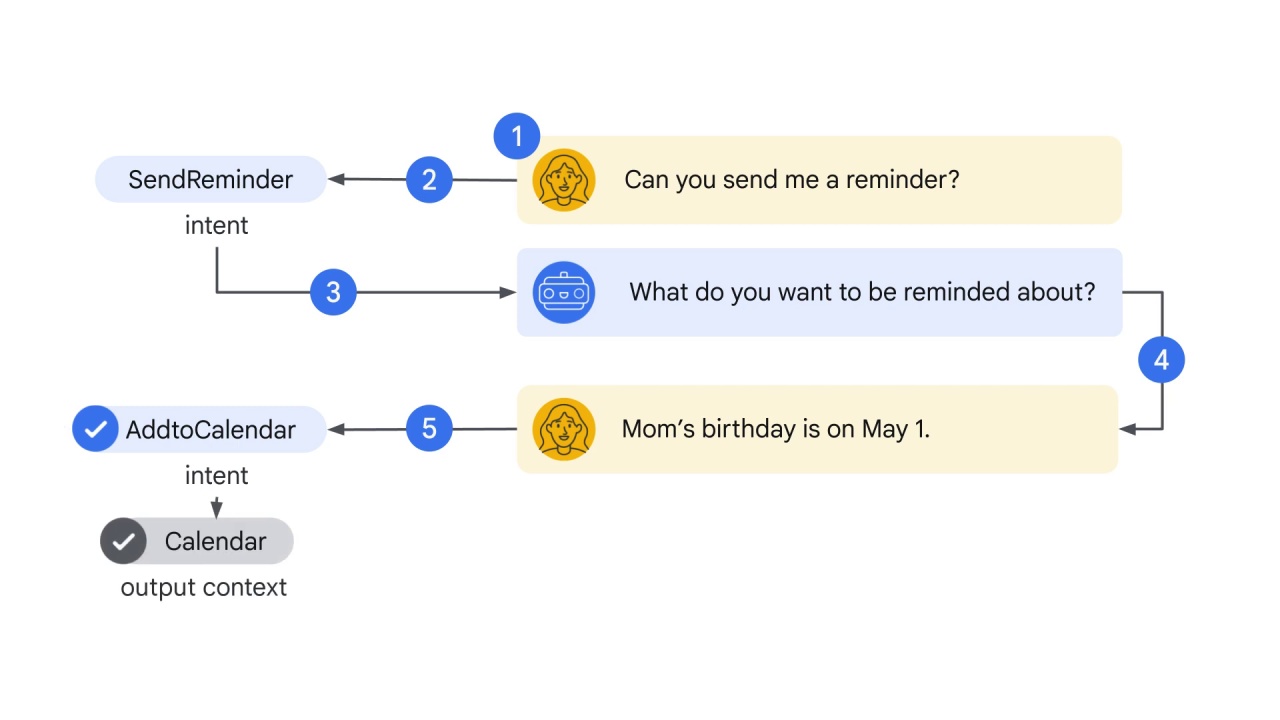 1
Can you send me a reminder?
SendReminder
2
intent
3
What do you want to be reminded about?
4
AddtoCalendar
5
Mom’s birthday is on May 1.
intent
Calendar
output context